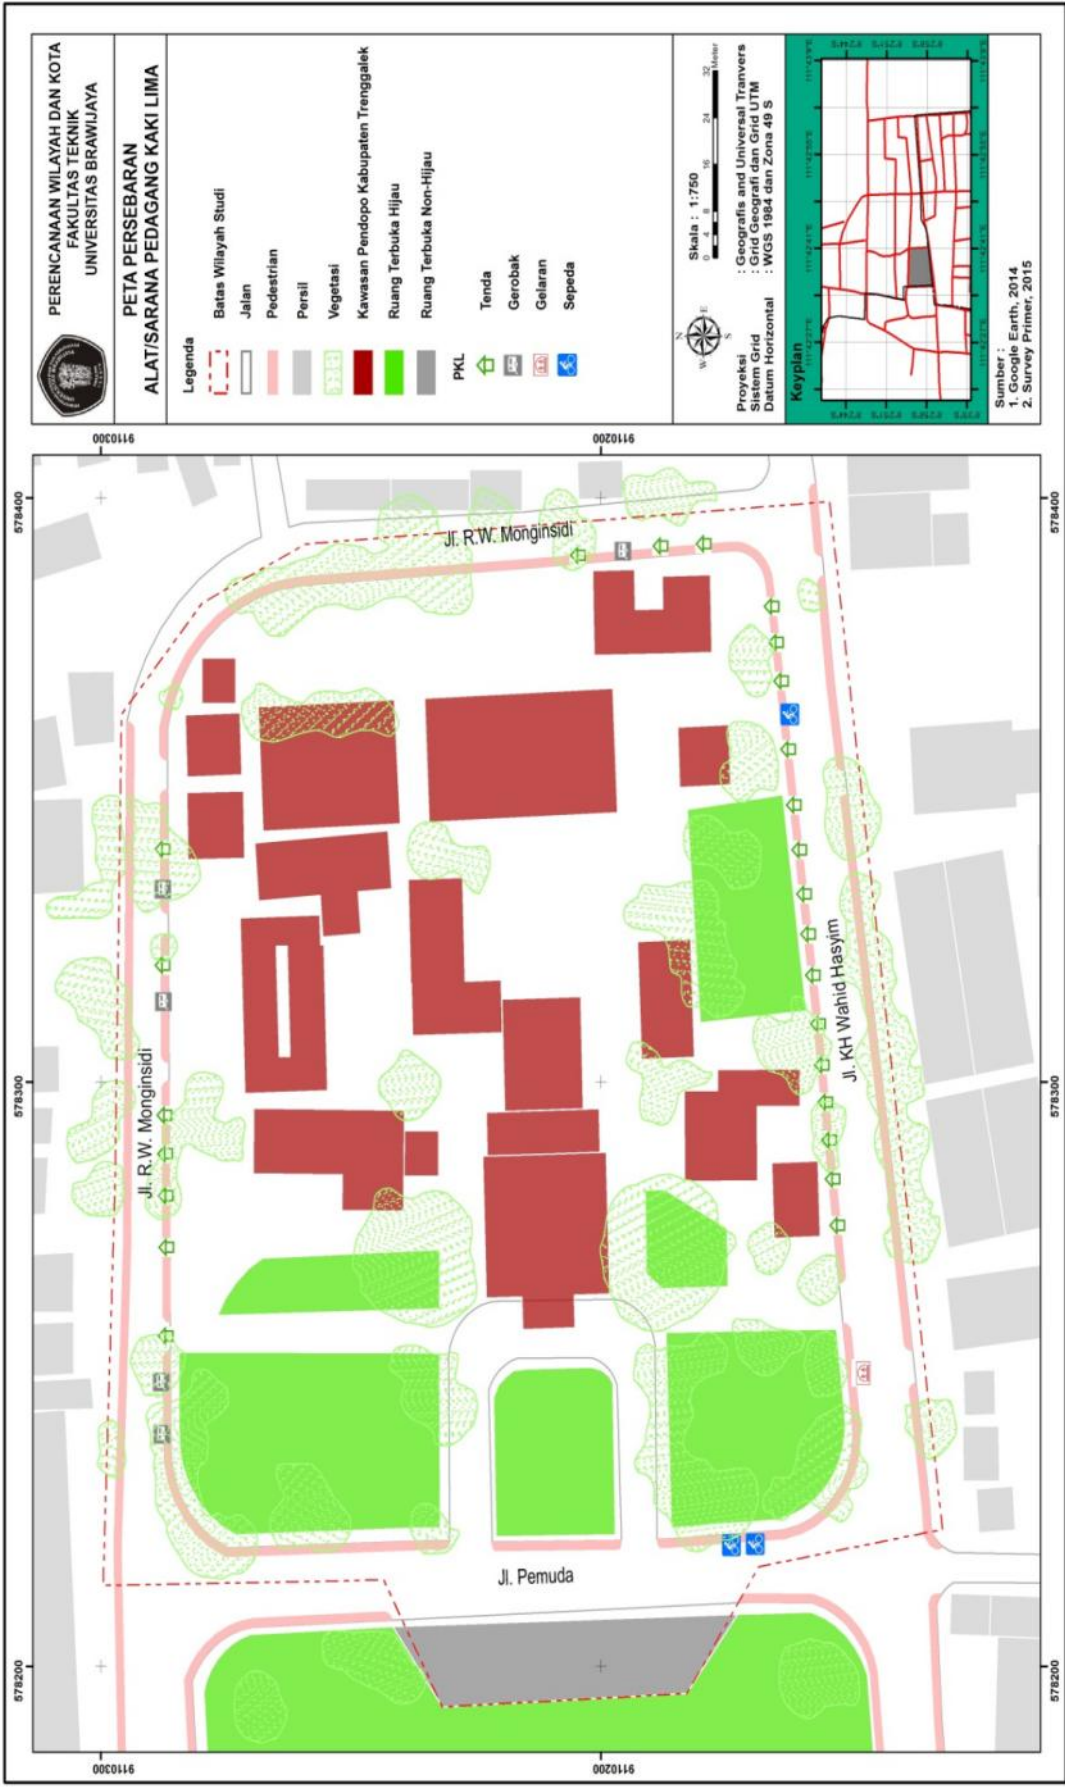 PERENCANAAN WILAYAH DAN KOTA
FAKULTAS TEKNIK
UNIVERSITAS BRAWIJAYA
PETA PERSEBARAN
ALAT/SARANA PEDAGANG KAKI LIMA
Legenda
Batas Wilayah Studi
Jalan
Pedestrian
Persil
Vegetasi
Kawasan Pendopo Kabupaten Trenggalek
Ruang Terbuka Hijau
Ruang Terbuka Non-Hijau
PKL
Tenda
Gerobak
Gelaran
Sepeda
N
E
S
W
Skala : 1:750
0 4 8 16 24 32
Meter
Proyeksi : Geografis and Universal Tranvers
Sistem Grid : Grid Geografi dan Grid UTM
Datum Horizontal : WGS 1984 dan Zona 49 S
Keyplan
Sumber :
1. Google Earth, 2014
2. Survey Primer, 2015
578200
578300
578400
578200
578300
578400
9110300
9110200
9110300
9110200
Jl. R.W. Monginsidi
Jl. R.W. Monginsidi
Jl. KH Wahid Hasyim
Jl. Pemuda